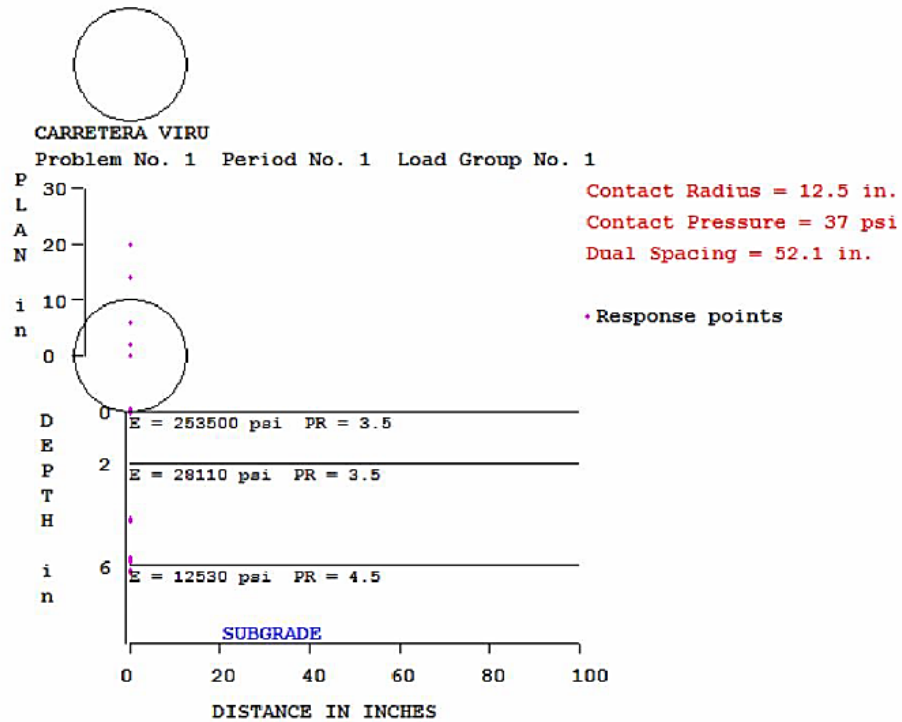 CARRETERA VIRU
Problem No. 1 Period No. 1 Load Group No. 1
PLAN in
30
20
10
0
Contact Radius = 12.5 in.
Contact Pressure = 37 psi
Dual Spacing = 52.1 in.
Response points
DEPTH in
0
E = 253500 psi PR = 3.5
2
E = 28110 psi PR = 3.5
6
E = 12530 psi PR = 4.5
SUBGRADE
0 20 40 60 80 100
DISTANCE IN INCHES